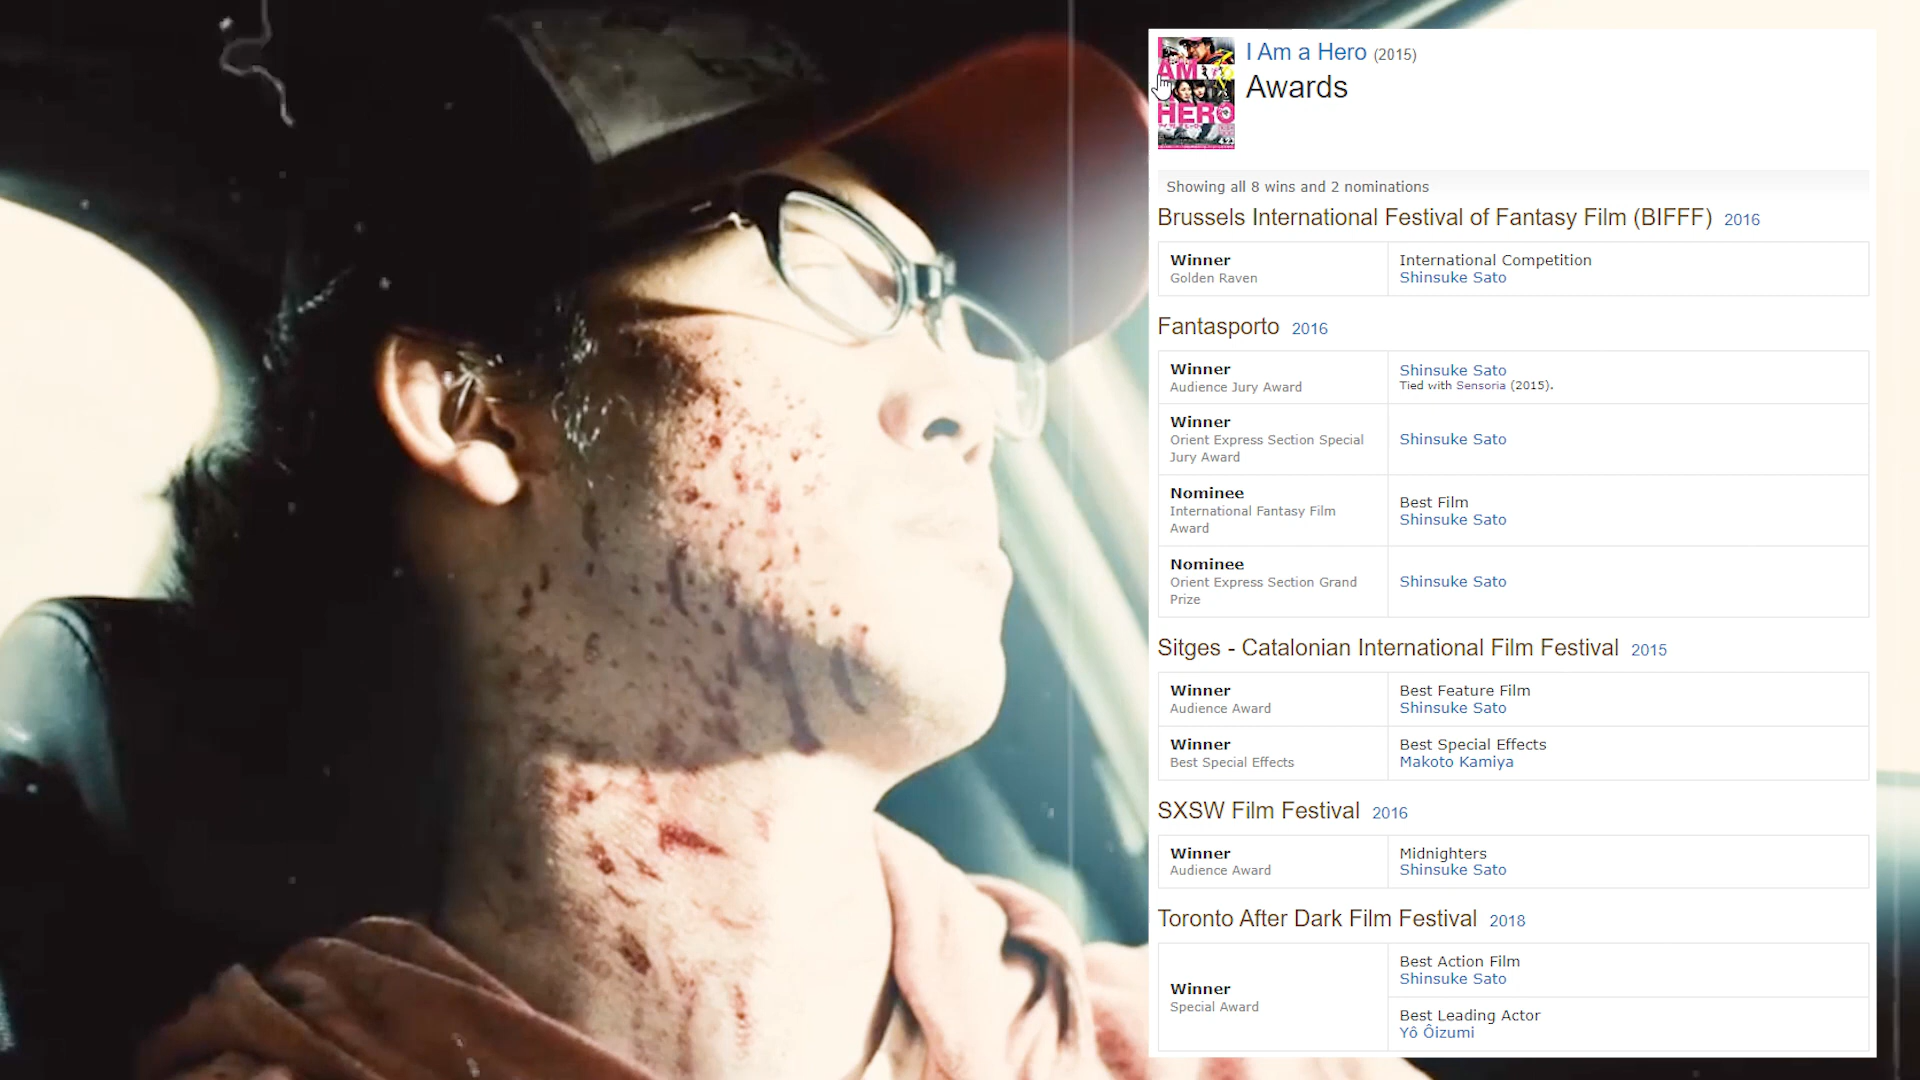 I Am a Hero (2015)
Awards
AM
HERO
Showing all 8 wins and 2 nominations
Brussels International Festival of Fantasy Film (BIFFF) 2016
Winner
Golden Raven
International Competition
Shinsuke Sato
Fantasporto 2016
Winner
Audience Jury Award
Shinsuke Sato
Tied with Sensoria (2015).
Winner
Orient Express Section Special
Jury Award
Shinsuke Sato
Nominee
International Fantasy Film
Award
Best Film
Shinsuke Sato
Nominee
Orient Express Section Grand
Prize
Shinsuke Sato
Sitges - Catalonian International Film Festival 2015
Winner
Audience Award
Best Feature Film
Shinsuke Sato
Winner
Best Special Effects
Best Special Effects
Makoto Kamiya
SXSW Film Festival 2016
Winner
Audience Award
Midnighters
Shinsuke Sato
Toronto After Dark Film Festival 2018
Winner
Special Award
Best Action Film
Shinsuke Sato
Best Leading Actor
Yô Ôizumi